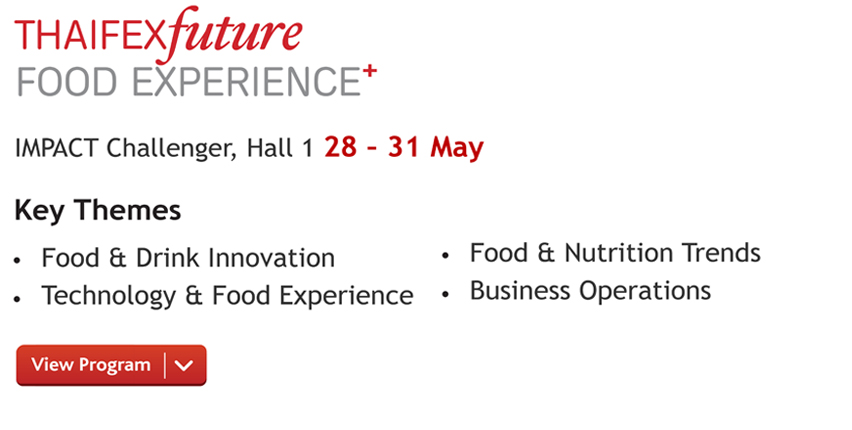 THAIFEXfuture
FOOD EXPERIENCE+
IMPACT Challenger, Hall 1 28 – 31 May
Key Themes
• Food & Drink Innovation
• Technology & Food Experience
• Food & Nutrition Trends
• Business Operations
View Program